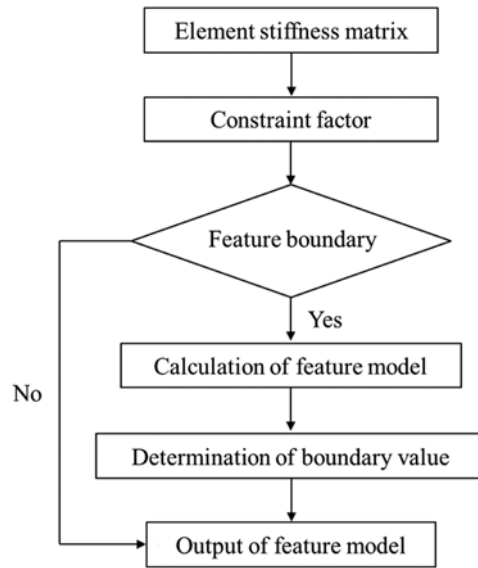 Element stiffness matrix
Constraint factor
Feature boundary
Yes
Calculation of feature model
No
Determination of boundary value
Output of feature model